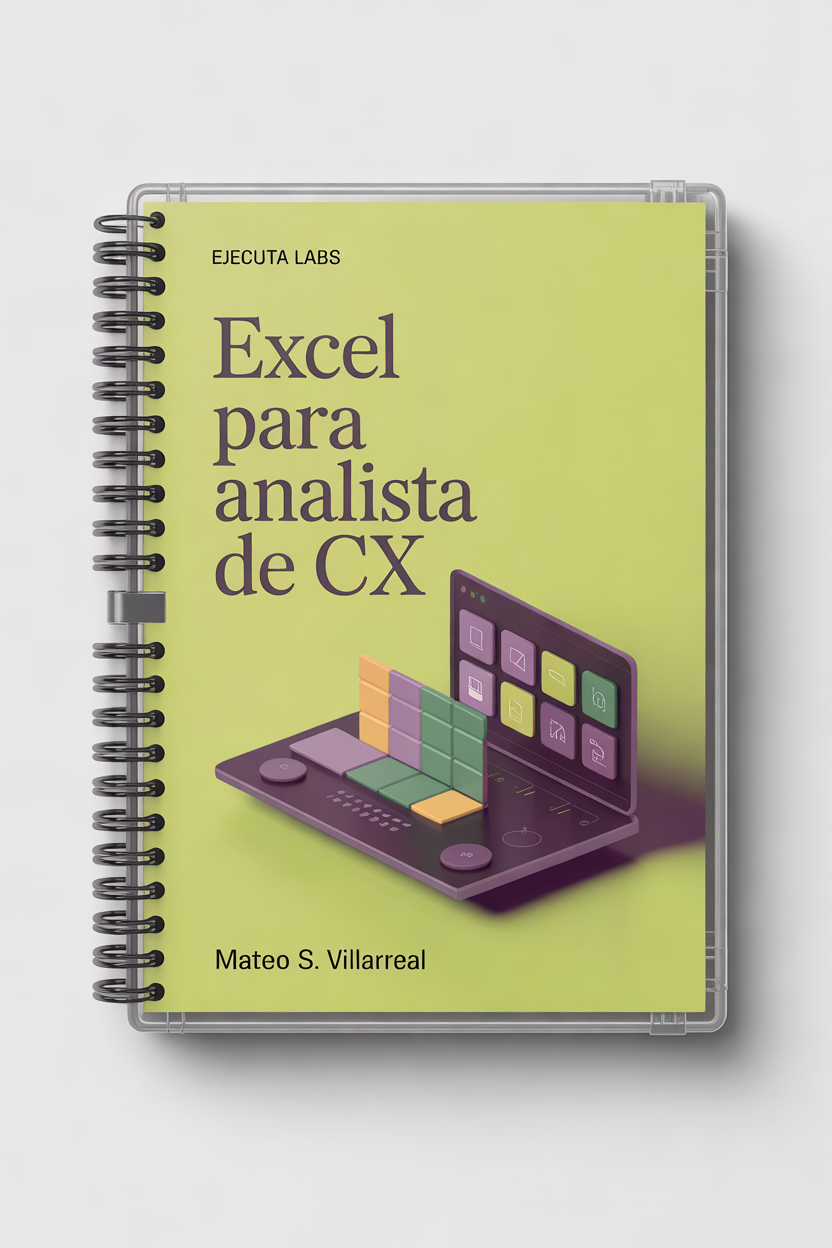 EJECUTA LABS
Excel
para
analista
de CX
Mateo S. Villarreal